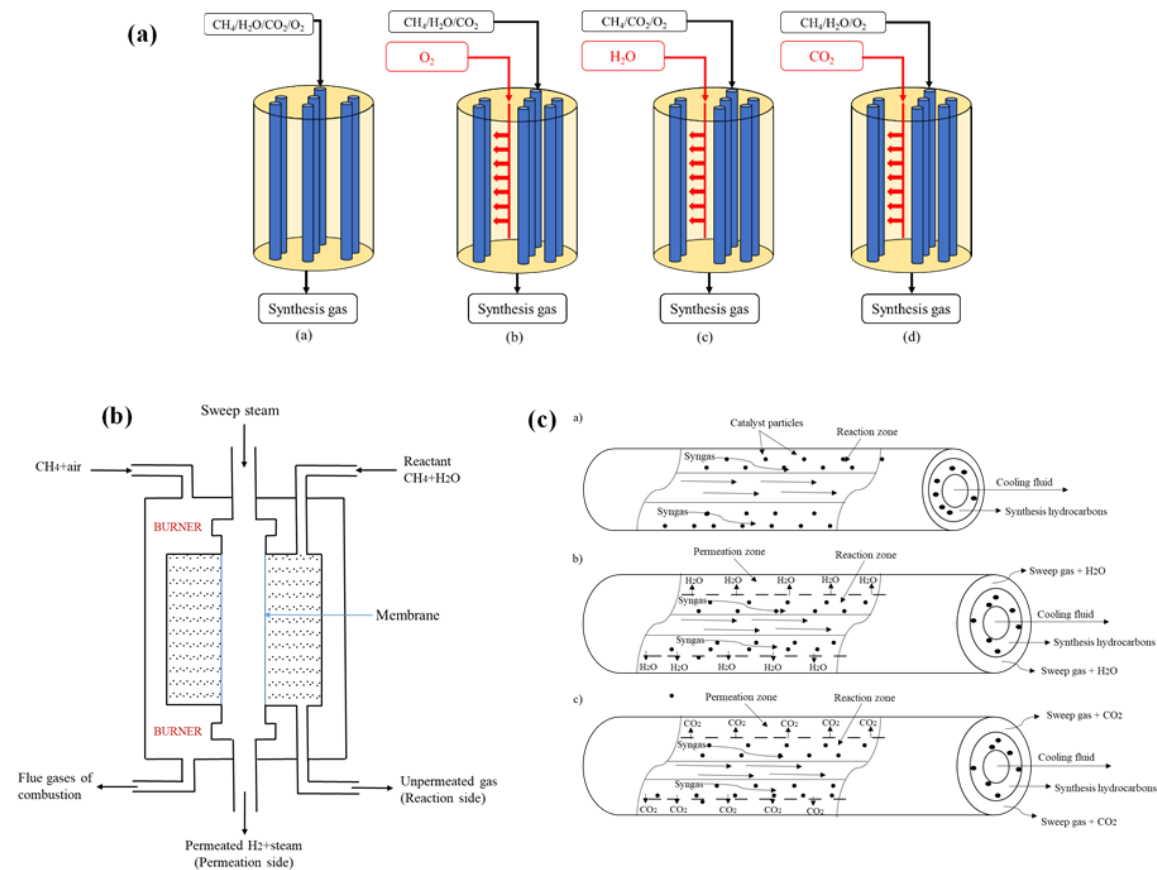 (a)
CH4/H2O/CO2/O2
CH4/H2O/CO2
CH4/CO2/O2
CH4/H2O/O2
O2
H2O
CO2
Synthesis gas
Synthesis gas
Synthesis gas
Synthesis gas
(a)
(b)
(c)
(d)
(b)
Sweep steam
CH4+air
Reactant
CH4+H2O
BURNER
Membrane
BURNER
Flue gases of
combustion
Unpermeated gas
(Reaction side)
Permeated H2+steam
(Permeation side)
(c)
a)
Catalyst particles
Reaction zone
Syngas
Cooling fluid
Syngas
Synthesis hydrocarbons
b)
Permeation zone
Reaction zone
Sweep gas + H2O
H2O H2O H2O H2O H2O
Syngas
Cooling fluid
Syngas
Synthesis hydrocarbons
H2O H2O H2O H2O H2O
Sweep gas + H2O
c)
Permeation zone
Reaction zone
Sweep gas + CO2
CO2 CO2 CO2 CO2 CO2
Syngas
Cooling fluid
Syngas
Synthesis hydrocarbons
CO2 CO2 CO2 CO2 CO2
Sweep gas + CO2